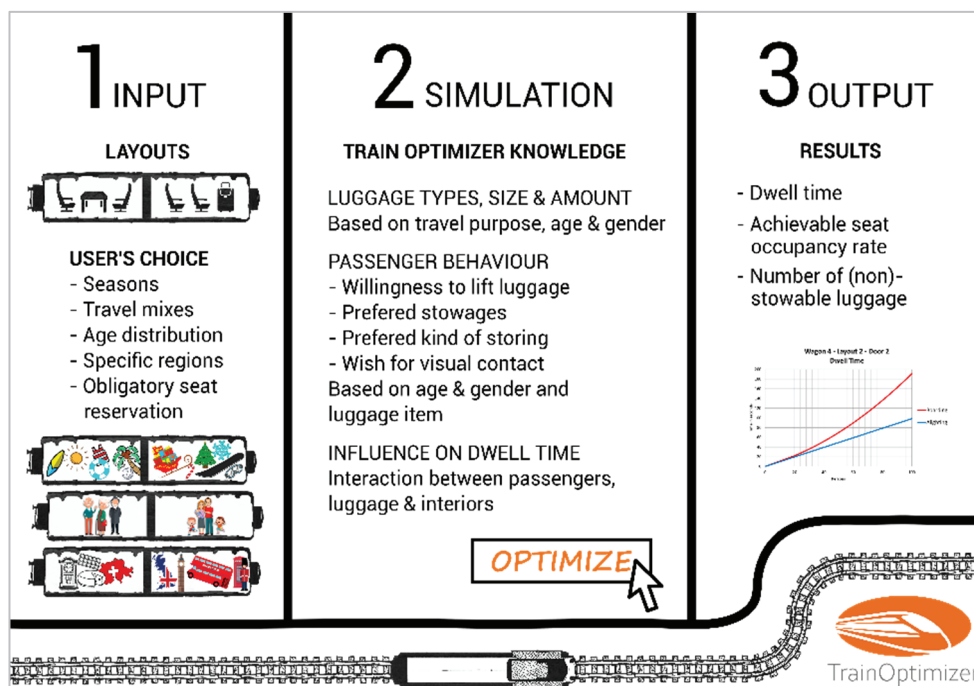 1 INPUT
LAYOUTS
USER'S CHOICE
- Seasons
- Travel mixes
- Age distribution
- Specific regions
- Obligatory seat
reservation
2 SIMULATION
TRAIN OPTIMIZER KNOWLEDGE
LUGGAGE TYPES, SIZE & AMOUNT
Based on travel purpose, age & gender
PASSENGER BEHAVIOUR
- Willingness to lift luggage
- Prefered stowages
- Prefered kind of storing
- Wish for visual contact
Based on age & gender and
luggage item
INFLUENCE ON DWELL TIME
Interaction between passengers,
luggage & interiors
OPTIMIZE
3 OUTPUT
RESULTS
- Dwell time
- Achievable seat
occupancy rate
- Number of (non)-
stowable luggage
Wagon 4 - Layout 2 - Door 2
Dwell Time
TrainOptimizer